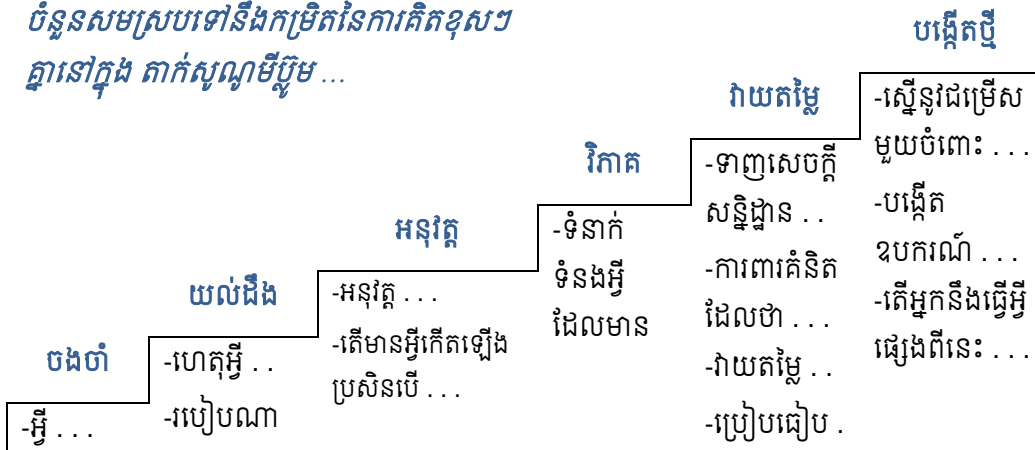 ចំនួនសមស្របទៅនឹងកម្រិតនៃការគិតខុសៗ
គ្នានៅក្នុង តាក់សូណូមីប្ល៊ូម ...
ចងចាំ
-អ្វី . . .
យល់ដឹង
-ហេតុអ្វី . .
-របៀបណា
អនុវត្ត
-អនុវត្ត . . .
-តើមានអ្វីកើតឡើង
ប្រសិនបើ . . .
វិភាគ
-ទំនាក់
ទំនងអ្វី
ដែលមាន
វាយតម្លៃ
-ទាញសេចក្តី
សន្និដ្ឋាន . .
-ការពារគំនិត
ដែលថា . . .
-វាយតម្លៃ . .
-ប្រៀបធៀប .
បង្កើតថ្មី
-ស្នើនូវជម្រើស
មួយចំពោះ . . .
-បង្កើត
ឧបករណ៍ . . .
-តើអ្នកនឹងធ្វើអ្វី
ផ្សេងពីនេះ . . .